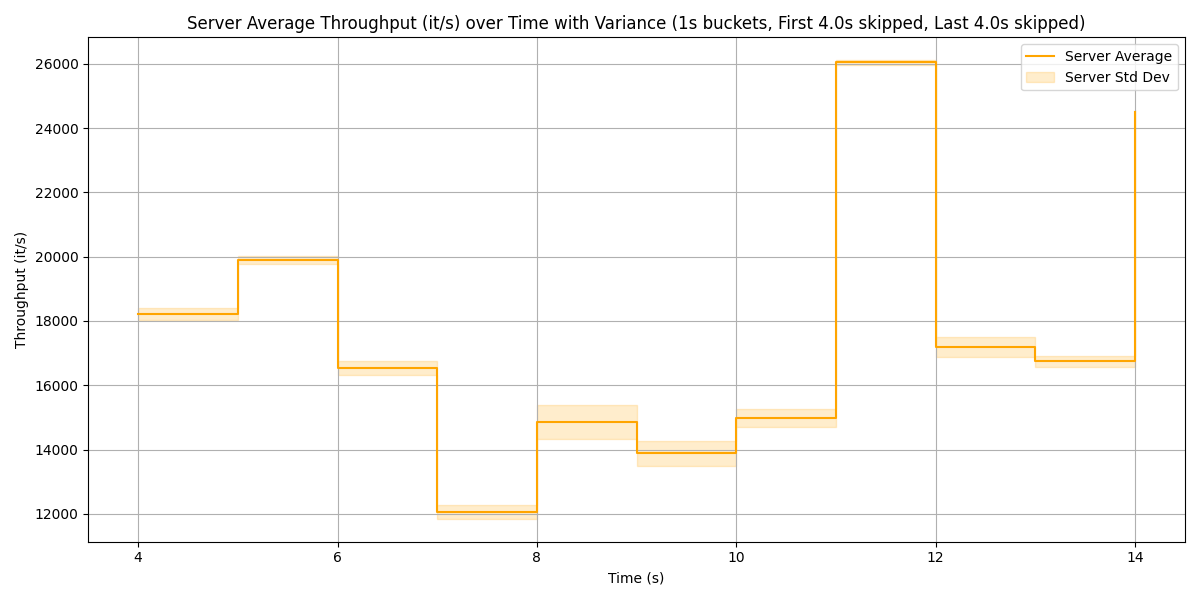 Server Average Throughput (it/s) over Time with Variance (1s buckets, First 4.0s skipped, Last 4.0s skipped)
Server Average
Server Std Dev
Throughput (it/s)
26000
24000
22000
20000
18000
16000
14000
12000
4 6 8 10 12 14
Time (s)